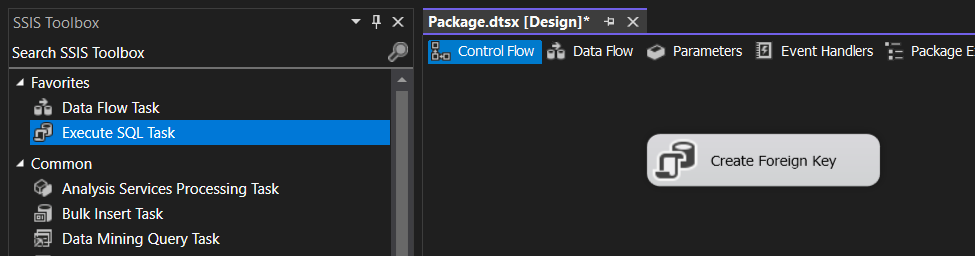 SSIS Toolbox
Search SSIS Toolbox
Favorites
Data Flow Task
Execute SQL Task
Common
Analysis Services Processing Task
Bulk Insert Task
Data Mining Query Task
Package.dtsx [Design]*
Control Flow Data Flow Parameters Event Handlers Package E
Create Foreign Key